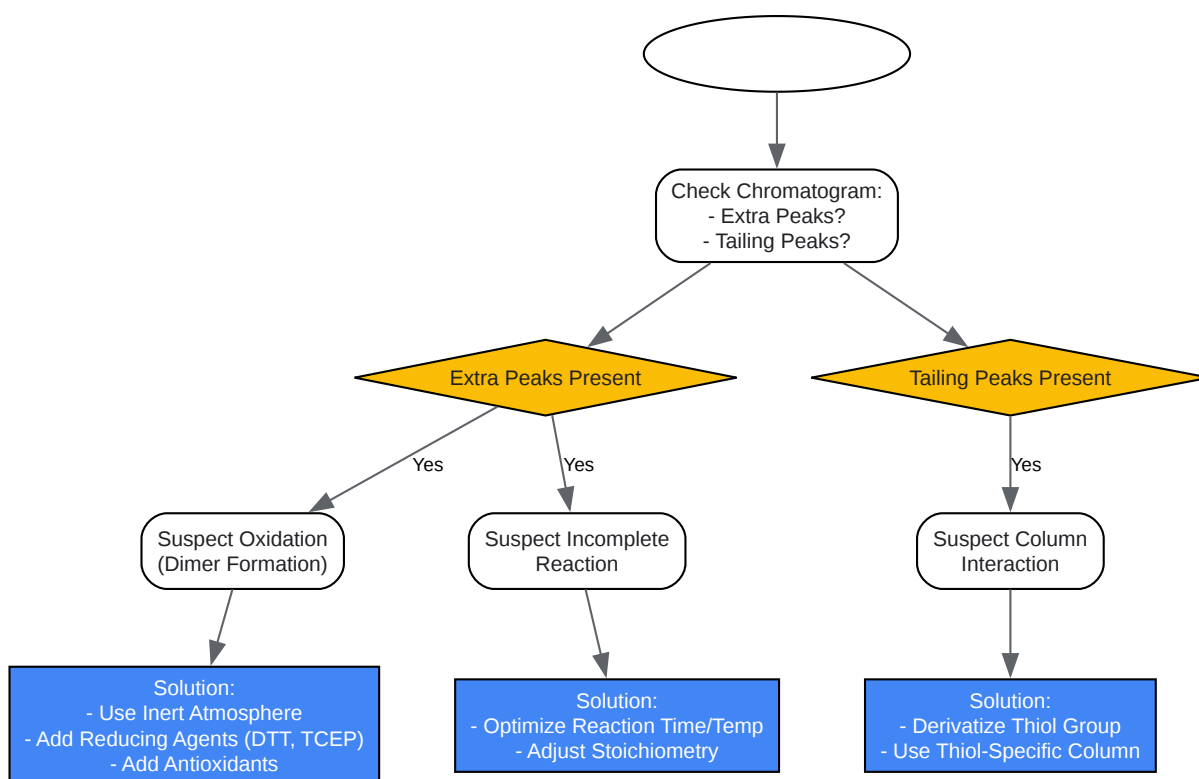 Check Chromatogram:
- Extra Peaks?
- Tailing Peaks?
Extra Peaks Present
Tailing Peaks Present
Yes
Yes
Yes
Suspect Oxidation
(Dimer Formation)
Suspect Incomplete
Reaction
Suspect Column
Interaction
Solution:
- Use Inert Atmosphere
- Add Reducing Agents (DTT, TCEP)
- Add Antioxidants
Solution:
- Optimize Reaction Time/Temp
- Adjust Stoichiometry
Solution:
- Derivatize Thiol Group
- Use Thiol-Specific Column